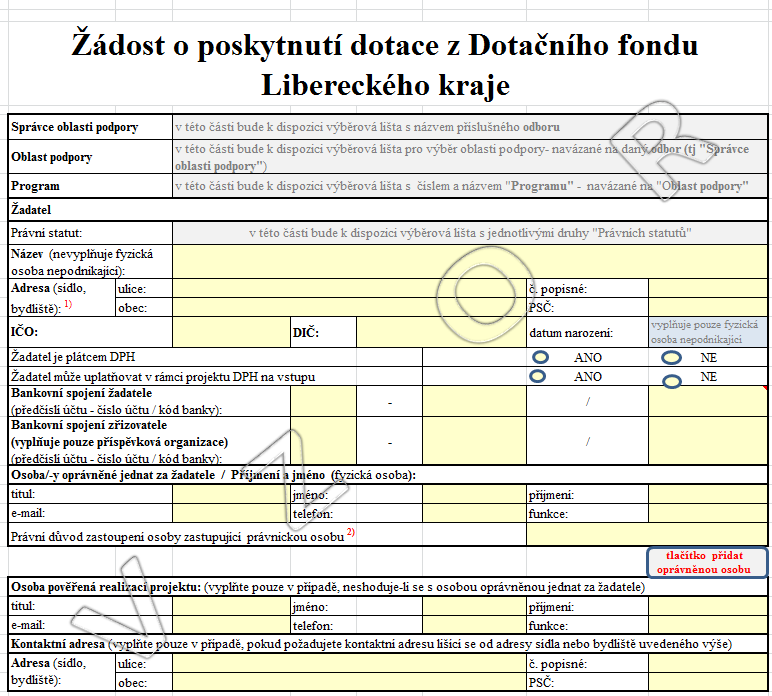 Žádost o poskytnutí dotace z Dotačního fondu
Libereckého kraje
Správce oblasti podpory
v této části bude k dispozici výběrová lišta s názvem příslušného odboru
Oblast podpory
v této části bude k dispozici výběrová lišta pro výběr oblasti podpory- navázané na daný odbor (tj "Správce
oblasti podpory")
Program
v této části bude k dispozici výběrová lišta s číslem a názvem "Programu" - navázané na "Oblast podpory"
Žadatel
Právní statut:
v této části bude k dispozici výběrová lišta s jednotlivými druhy "Právních statutů"
Název (nevyplňuje fyzická
osoba nepodnikající):
Adresa (sídlo,
bydliště): 1)
ulice:
č. popisné:
obec:
PSČ:
IČO:
DIČ:
datum narození:
vyplňuje pouze fyzická
osoba nepodnikající
Žadatel je plátcem DPH
ANO
NE
Žadatel může uplatňovat v rámci projektu DPH na vstupu
ANO
NE
Bankovní spojení žadatele
(předčíslí účtu - číslo účtu / kód banky):
-
/
Bankovní spojení zřizovatele
(vyplňuje pouze příspěvková organizace)
(předčíslí účtu - číslo účtu / kód banky):
-
/
Osoba/-y oprávněné jednat za žadatele / Příjmení a jméno (fyzická osoba):
titul:
jméno:
příjmení:
e-mail:
telefon:
funkce:
Právní důvod zastoupení osoby zastupující právnickou osobu 2)
tlačítko přidat
oprávněnou osobu
Osoba pověřená realizací projektu: (vyplňte pouze v případě, neshoduje-li se s osobou oprávněnou jednat za žadatele)
titul:
jméno:
příjmení:
e-mail:
telefon:
funkce:
Kontaktní adresa (vyplňte pouze v případě, pokud požadujete kontaktní adresu lišící se od adresy sídla nebo bydliště uvedeného výše)
Adresa (sídlo,
bydliště):
ulice:
č. popisné:
obec:
PSČ:
VZOR